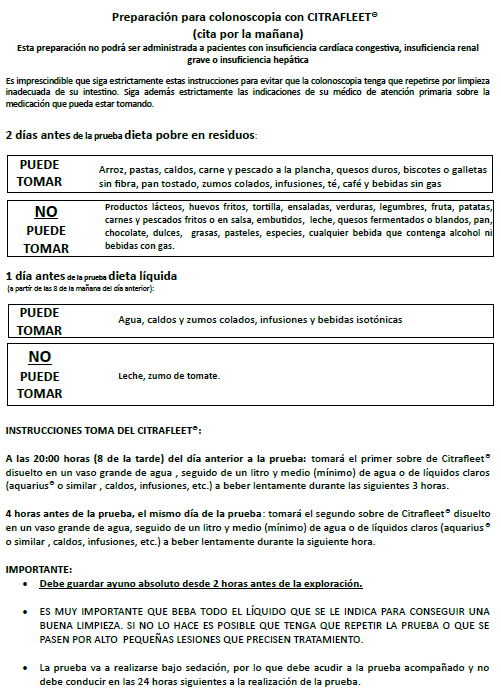 Preparación para colonoscopia con CITRAFLEET®
(cita por la mañana)
Esta preparación no podrá ser administrada a pacientes con insuficiencia cardíaca congestiva, insuficiencia renal
grave o insuficiencia hepática
Es imprescindible que siga estrictamente estas instrucciones para evitar que la colonoscopia tenga que repetirse por limpieza
inadecuada de su intestino. Siga además estrictamente las indicaciones de su médico de atención primaria sobre la
medicación que pueda estar tomando.
2 días antes de la prueba dieta pobre en residuos:
PUEDE
TOMAR
Arroz, pastas, caldos, carne y pescado a la plancha, quesos duros, biscotes o galletas
sin fibra, pan tostado, zumos colados, infusiones, té, café y bebidas sin gas
NO
PUEDE
TOMAR
Productos lácteos, huevos fritos, tortilla, ensaladas, verduras, legumbres, fruta, patatas,
carnes y pescados fritos o en salsa, embutidos, leche, quesos fermentados o blandos, pan,
chocolate, dulces, grasas, pasteles, especies, cualquier bebida que contenga alcohol ni
bebidas con gas.
1 día antes de la prueba dieta líquida
(a partir de las 8 de la mañana del día anterior):
PUEDE
TOMAR
Agua, caldos y zumos colados, infusiones y bebidas isotónicas
NO
PUEDE
TOMAR
Leche, zumo de tomate.
INSTRUCCIONES TOMA DEL CITRAFLEET®:
A las 20:00 horas (8 de la tarde) del día anterior a la prueba: tomará el primer sobre de Citrafleet®
disuelto en un vaso grande de agua , seguido de un litro y medio (mínimo) de agua o de líquidos claros
(aquarius® o similar , caldos, infusiones, etc.) a beber lentamente durante las siguientes 3 horas.
4 horas antes de la prueba, el mismo día de la prueba: tomará el segundo sobre de Citrafleet® disuelto
en un vaso grande de agua, seguido de un litro y medio (mínimo) de agua o de líquidos claros (aquarius®
o similar , caldos, infusiones, etc.) a beber lentamente durante la siguiente hora.
IMPORTANTE:
• Debe guardar ayuno absoluto desde 2 horas antes de la exploración.
• ES MUY IMPORTANTE QUE BEBA TODO EL LÍQUIDO QUE SE LE INDICA PARA CONSEGUIR UNA
BUENA LIMPIEZA. SI NO LO HACE ES POSIBLE QUE TENGA QUE REPETIR LA PRUEBA O QUE SE
PASEN POR ALTO PEQUEÑAS LESIONES QUE PRECISEN TRATAMIENTO.
• La prueba va a realizarse bajo sedación, por lo que debe acudir a la prueba acompañado y no
debe conducir en las 24 horas siguientes a la realización de la prueba.